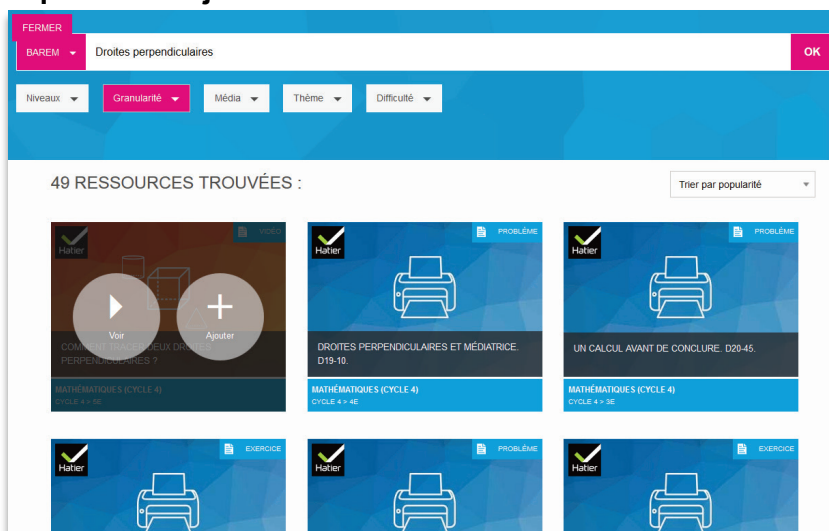 FERMER
BAREM
Droites perpendiculaires
OK
Niveaux
Granularité
Média
Thème
Difficulté
49 RESSOURCES TROUVÉES :
Trier par popularité
Hatier
VIDÉO
Voir
Ajouter
COMMENT TRACER DEUX DROITES
PERPENDICULAIRES ?
MATHÉMATIQUES (CYCLE 4)
CYCLE 4 > 5E
Hatier
PROBLÈME
DROITES PERPENDICULAIRES ET MÉDIATRICE.
D19-10.
MATHÉMATIQUES (CYCLE 4)
CYCLE 4 > 4E
Hatier
PROBLÈME
UN CALCUL AVANT DE CONCLURE. D20-45.
MATHÉMATIQUES (CYCLE 4)
CYCLE 4 > 3E
Hatier
EXERCICE
Hatier
PROBLÈME
Hatier
EXERCICE